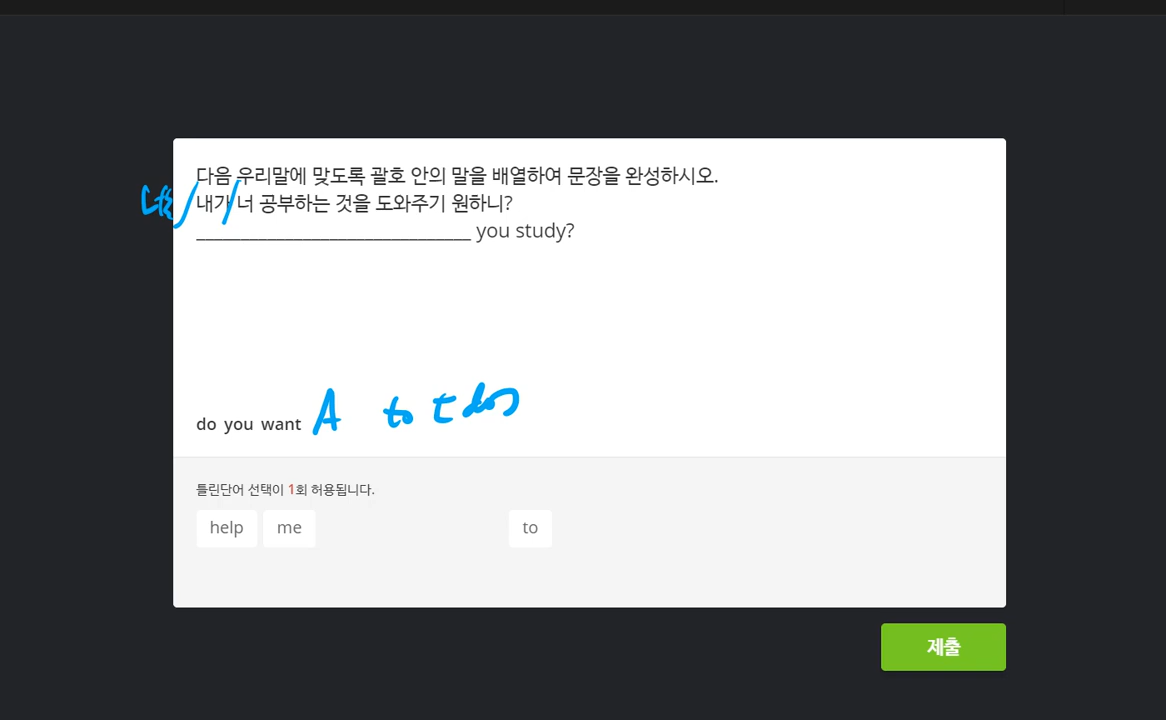 다음 우리말에 맞도록 괄호 안의 말을 배열하여 문장을 완성하시오.
내가 너 공부하는 것을 도와주기 원하니?
_______________________________ you study?
do you want A to
틀린단어 선택이 1회 허용됩니다.
help me to
제출